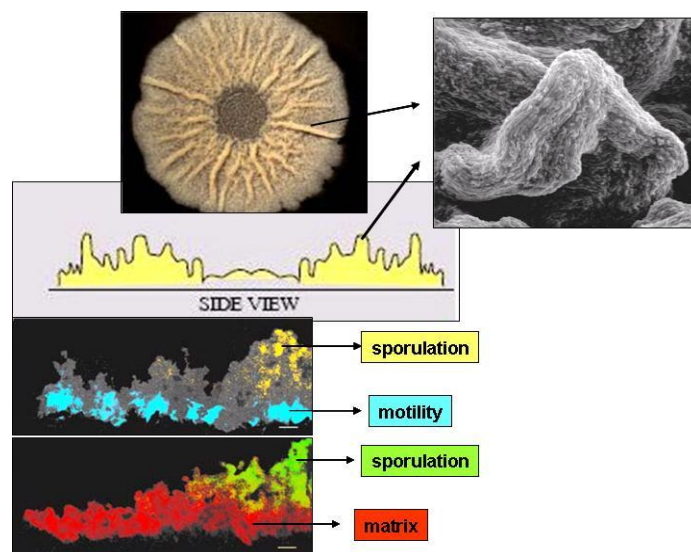 SIDE VIEW
sporulation
motility
sporulation
matrix